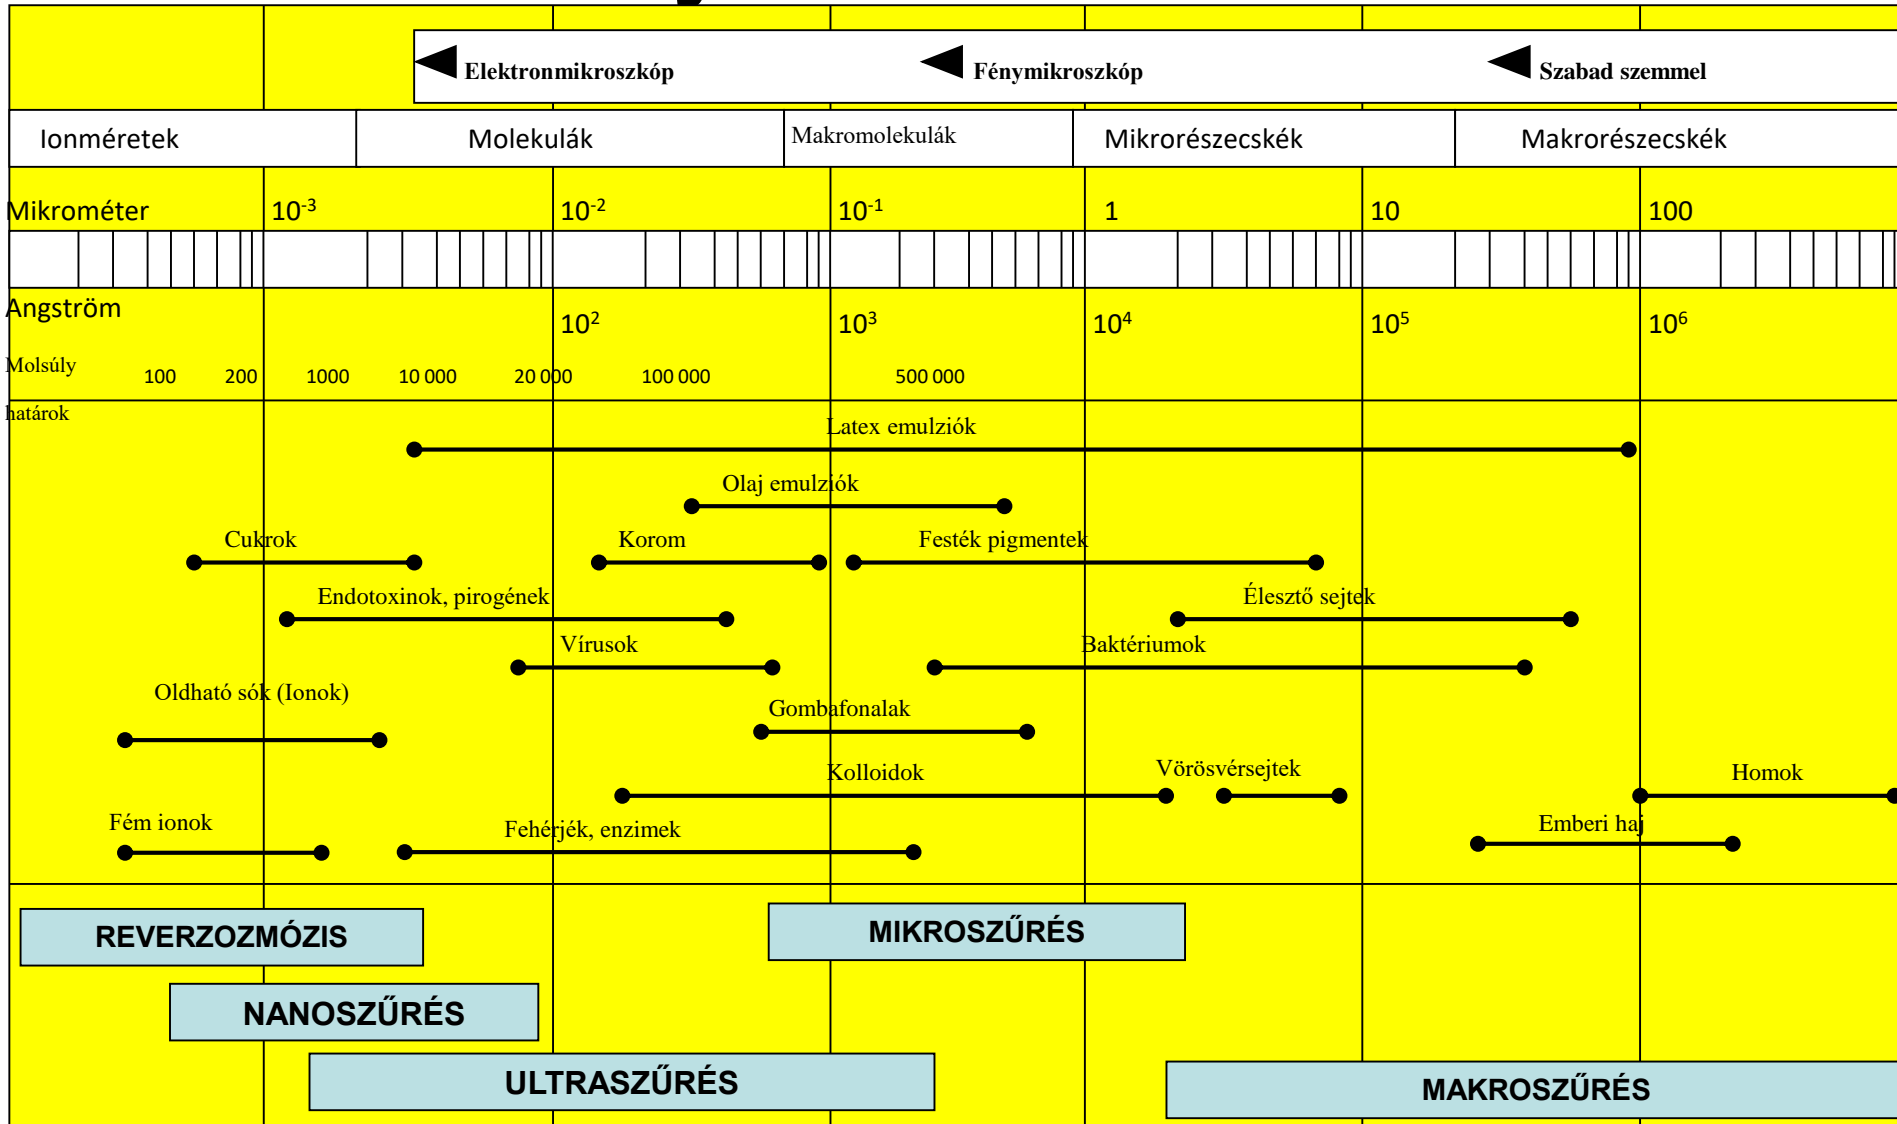 Elektronmikroszkóp Fénymikroszkóp Szabad szemmel
Ionméretek Molekulák Makromolekulák Mikrorészecskék Makrorészecskék
Mikrométer 10⁻³ 10⁻² 10⁻¹ 1 10 100
Angström
10² 10³ 10⁴ 10⁵ 10⁶
Molsúly 100 200 1000 10 000 20 000 100 000 500 000
határok
Latex emulziók
Olaj emulziók
Cukrok Korom Festék pigmentek
Endotoxinok, pirogének Élesztő sejtek
Vírusok Baktériumok
Oldható sók (Ionok)
Gombafonalak
Kolloidok Vörösvérsejtek Homok
Fém ionok Fehérjék, enzimek Emberi haj
REVERZOZMÓZIS MIKROSZŰRÉS
NANOSZŰRÉS
ULTRASZŰRÉS MAKROSZŰRÉS